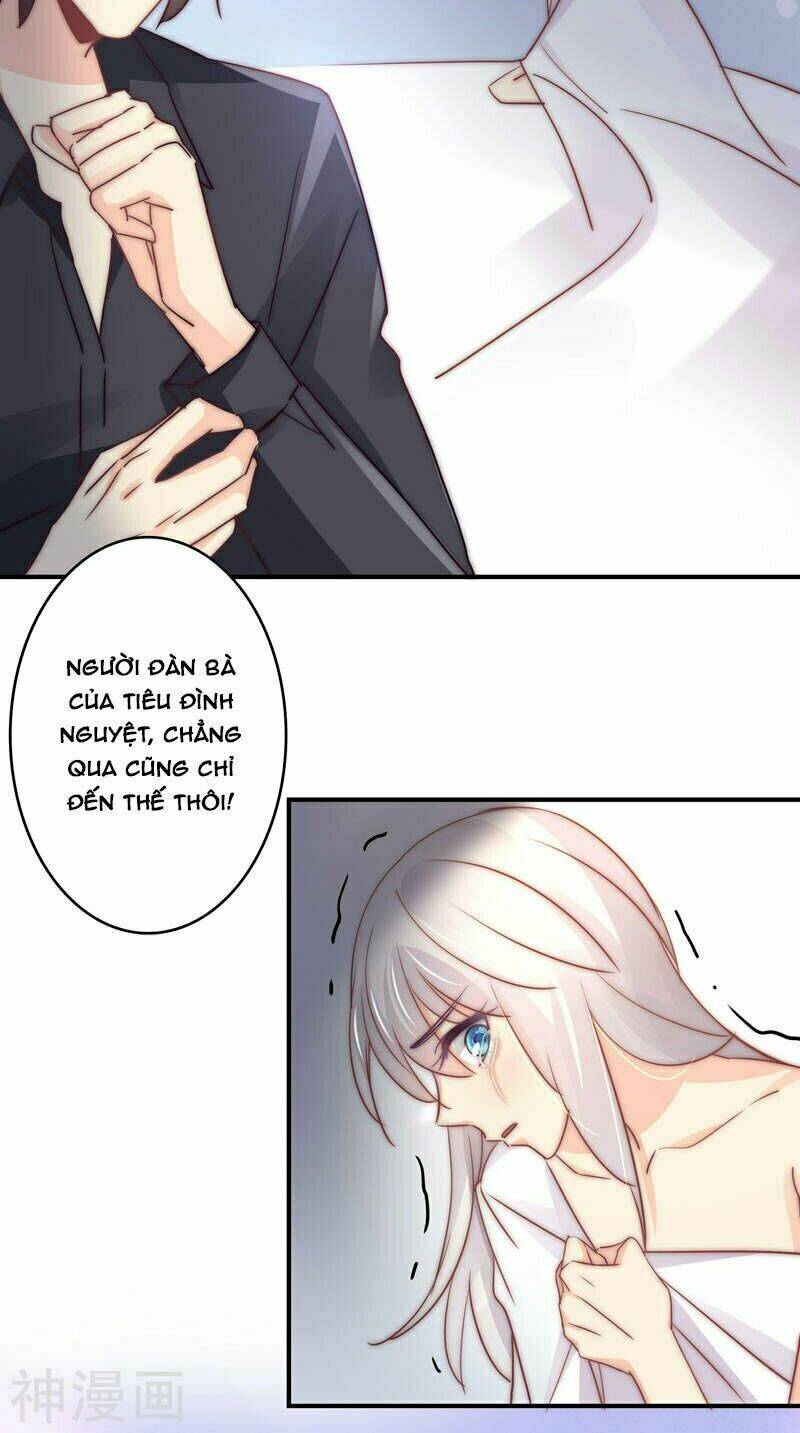 NGƯỜI ĐÀN BÀ
CỦA TIÊU ĐÌNH
NGUYỆT, CHẲNG
QUA CŨNG CHỈ
ĐẾN THẾ THÔI!
神漫画